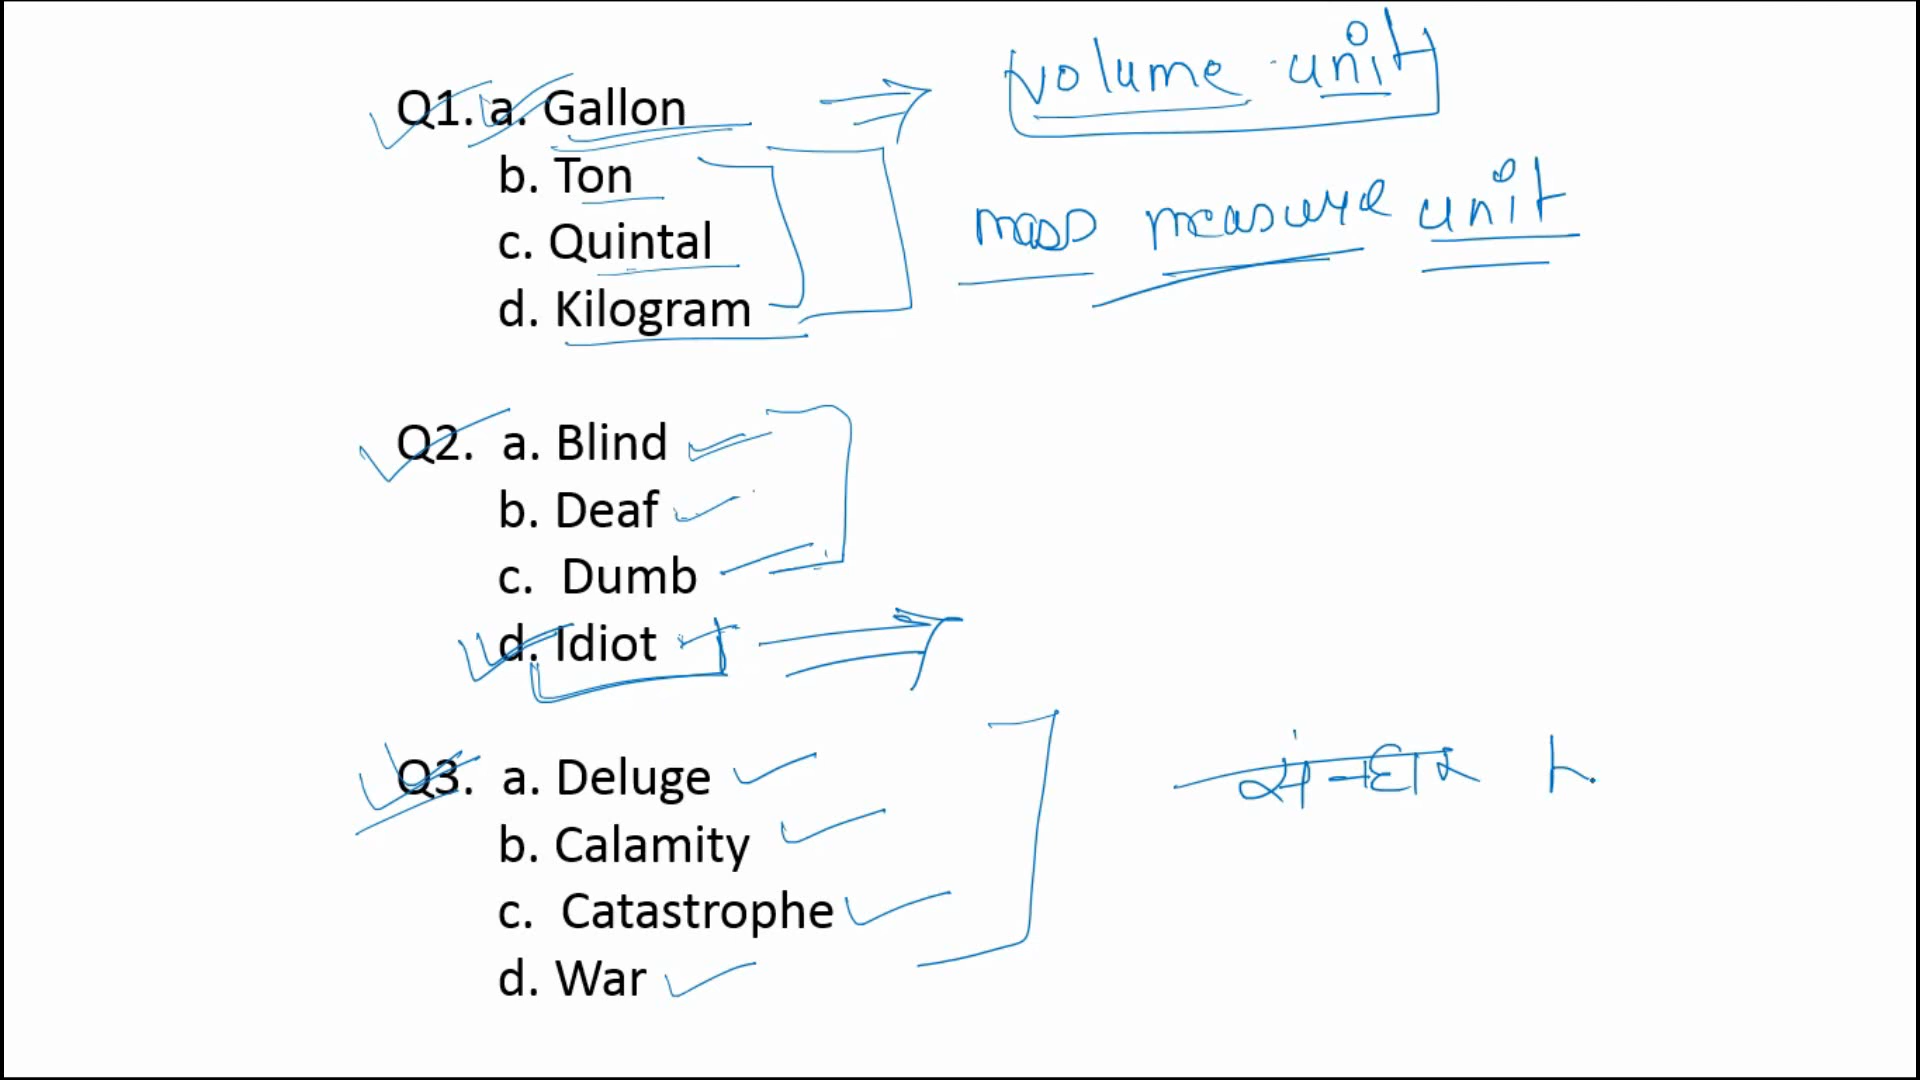 Q1. a. Gallon volume unit
b. Ton
c. Quintal mass measure unit
d. Kilogram
Q2. a. Blind
b. Deaf
c. Dumb
d. Idiot
Q3. a. Deluge
b. Calamity
c. Catastrophe
d. War